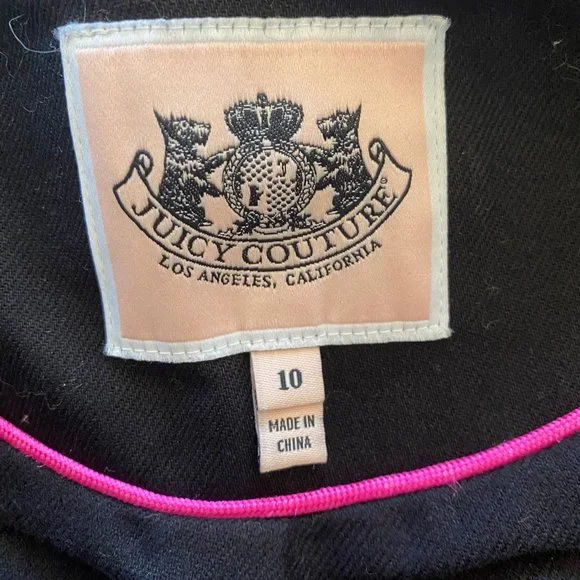 JUICY COUTURE
LOS ANGELES, CALIFORNIA
10
MADE IN
CHINA